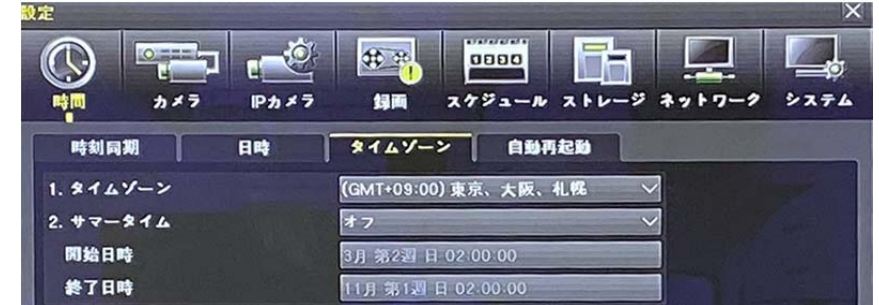 設定
時間 カメラ IPカメラ 録画 スケジュール ストレージ ネットワーク システム
時刻同期 日時 タイムゾーン 自動再起動
1. タイムゾーン (GMT+09:00) 東京、大阪、札幌
2. サマータイム オフ
開始日時 3月 第2週 日 02:00:00
終了日時 11月 第1週 日 02:00:00